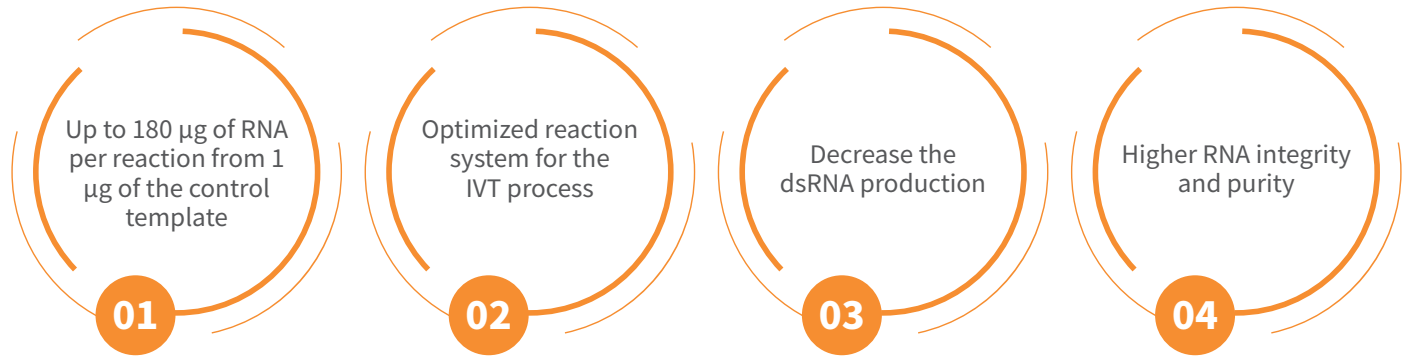 Up to 180 µg of RNA
per reaction from 1
µg of the control
template
01
Optimized reaction
system for the
IVT process
02
Decrease the
dsRNA production
03
Higher RNA integrity
and purity
04